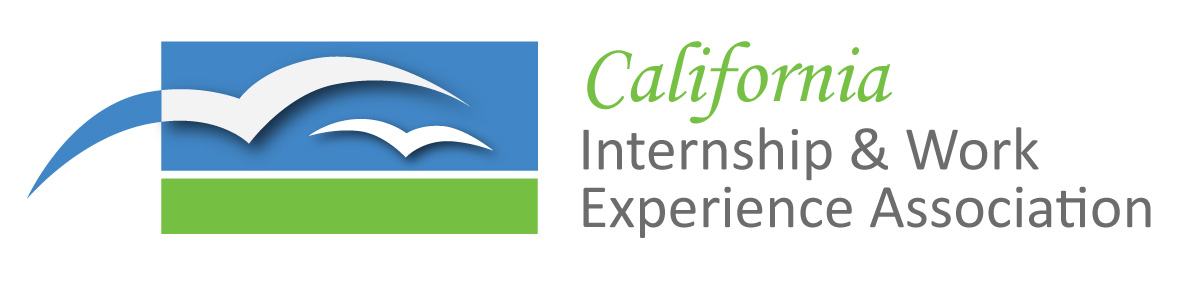 California
Internship & Work
Experience Association